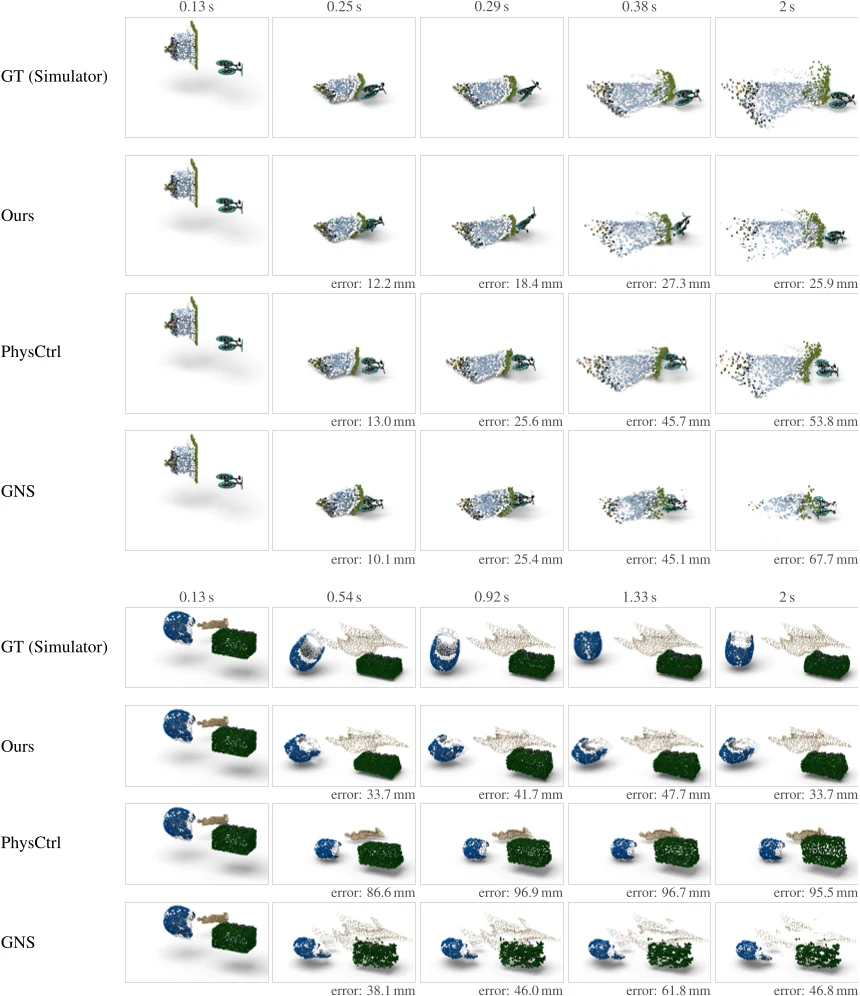 0.13 s 0.25 s 0.29 s 0.38 s 2 s
GT (Simulator)
Ours
error: 12.2 mm error: 18.4 mm error: 27.3 mm error: 25.9 mm
PhysCtrl
error: 13.0 mm error: 25.6 mm error: 45.7 mm error: 53.8 mm
GNS
error: 10.1 mm error: 25.4 mm error: 45.1 mm error: 67.7 mm
0.13 s 0.54 s 0.92 s 1.33 s 2 s
GT (Simulator)
Ours
error: 33.7 mm error: 41.7 mm error: 47.7 mm error: 33.7 mm
PhysCtrl
error: 86.6 mm error: 96.9 mm error: 96.7 mm error: 95.5 mm
GNS
error: 38.1 mm error: 46.0 mm error: 61.8 mm error: 46.8 mm